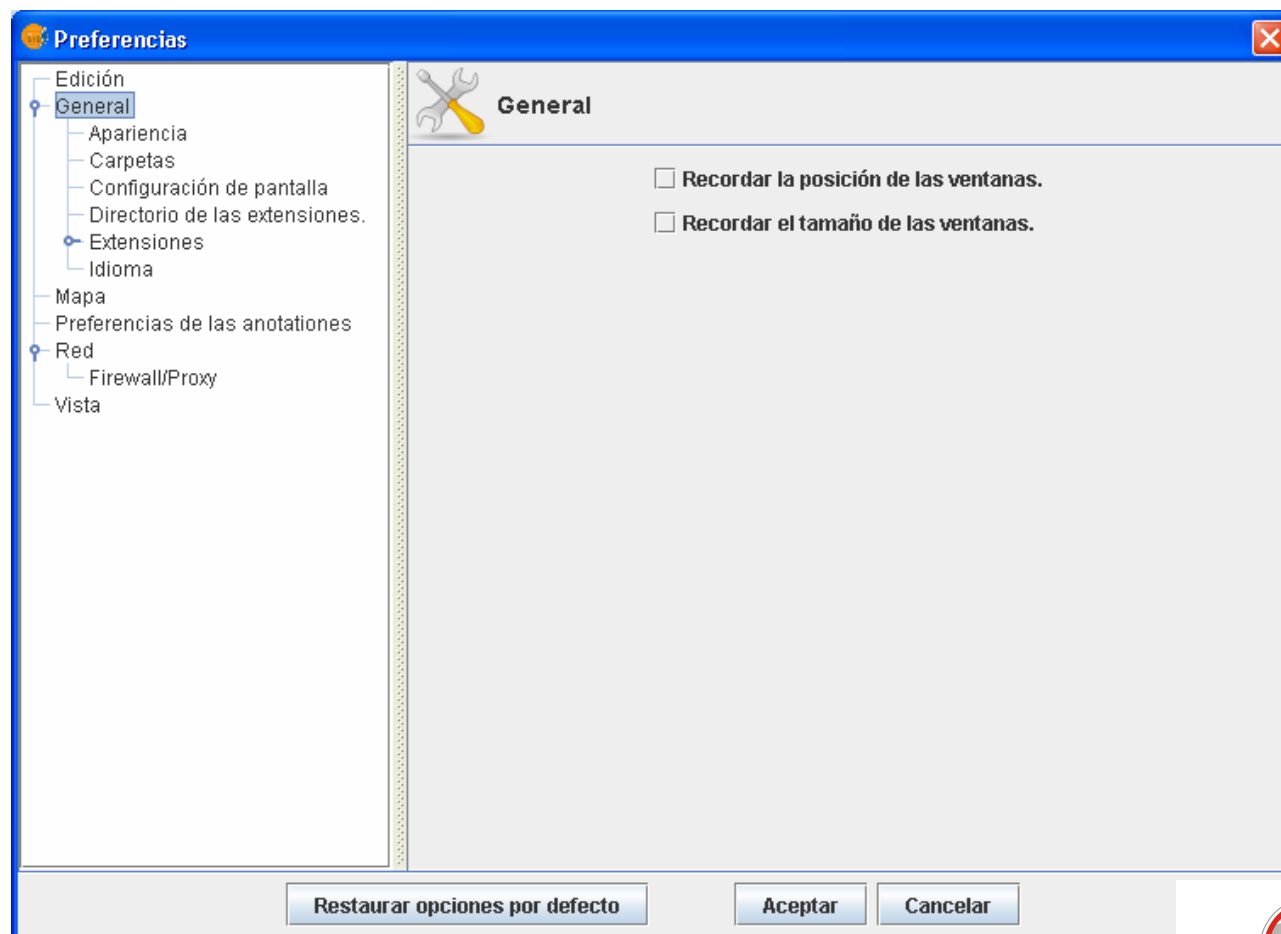 Preferencias
Edición
General
Apariencia
Carpetas
Configuración de pantalla
Directorio de las extensiones.
Extensiones
Idioma
Mapa
Preferencias de las anotationes
Red
Firewall/Proxy
Vista
General
Recordar la posición de las ventanas.
Recordar el tamaño de las ventanas.
Restaurar opciones por defecto
Aceptar
Cancelar